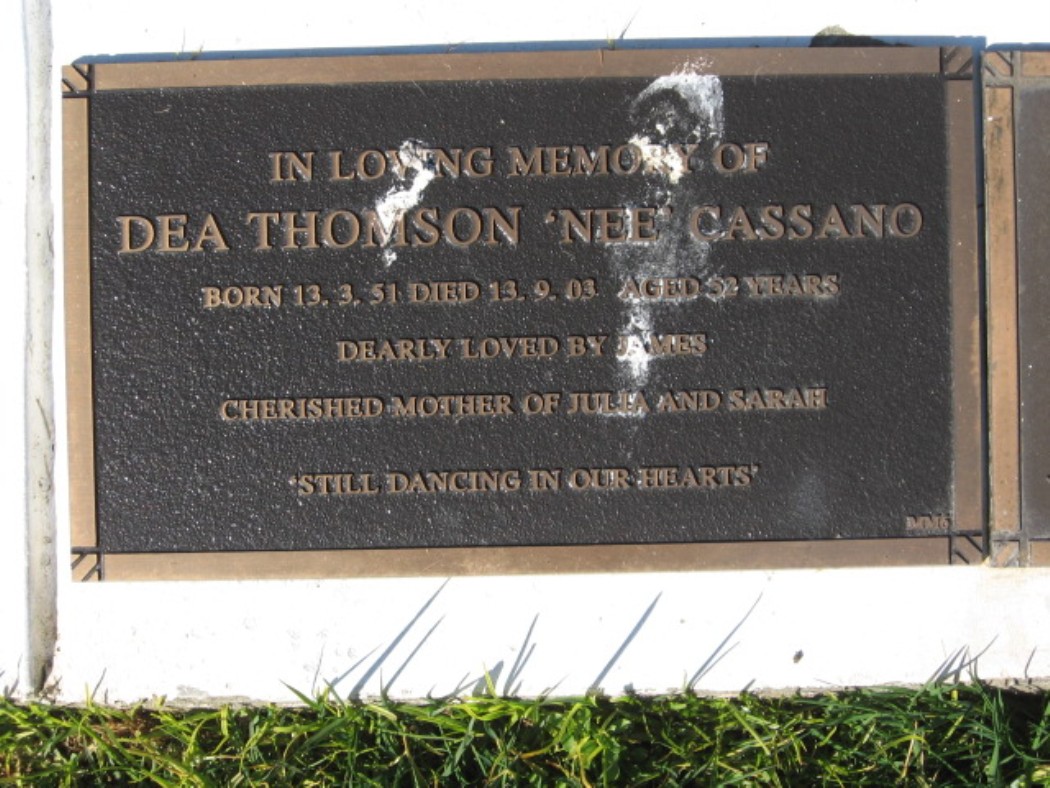 IN LOVING MEMORY OF
DEA THOMSON 'NEE' CASSANO
BORN 13. 3. 51 DIED 13. 9. 03 AGED 52 YEARS
DEARLY LOVED BY JAMES
CHERISHED MOTHER OF JULIA AND SARAH
'STILL DANCING IN OUR HEARTS'